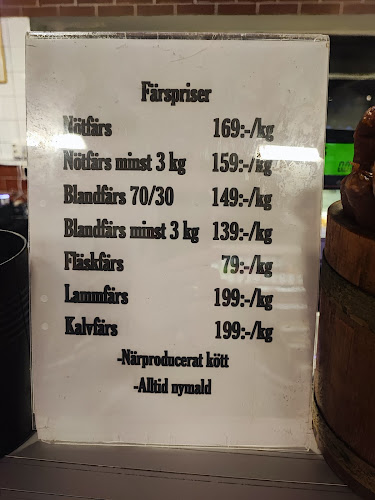 Färspriser
Nötfärs 169:-/kg
Nötfärs minst 3 kg 159:-/kg
Blandfärs 70/30 149:-/kg
Blandfärs minst 3 kg 139:-/kg
Fläskfärs 79:-/kg
Lammfärs 199:-/kg
Kalvfärs 199:-/kg
-Närproducerat kött
-Alltid nymald